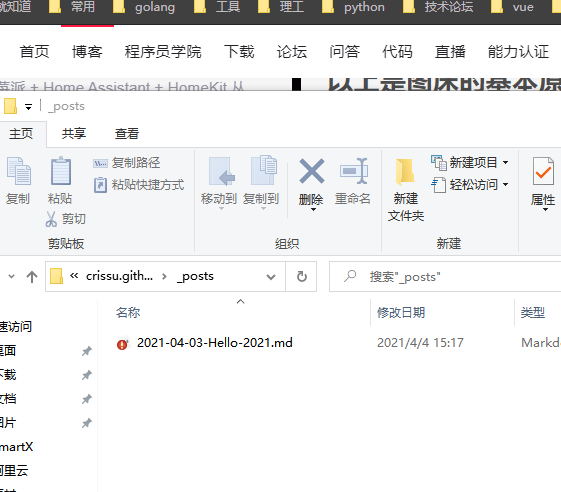 就知道 常用 golang 工具 理工 python 技术论坛 vue
首页 博客 程序员学院 下载 论坛 问答 代码 直播 能力认证
+ Home Assistant + HomeKit 从
以上是图床的基本原
_posts
主页 共享 查看
复制 粘贴 复制路径 粘贴快捷方式 剪切 移动到 复制到 删除 重命名 新建文件夹 新建项目 轻松访问 属性
剪贴板 组织 新建
« crissu.gith... › _posts 搜索"_posts"
名称 修改日期 类型
速访问
桌面 2021-04-03-Hello-2021.md 2021/4/4 15:17 Markd
下载
文档
图片
martX
阿里云